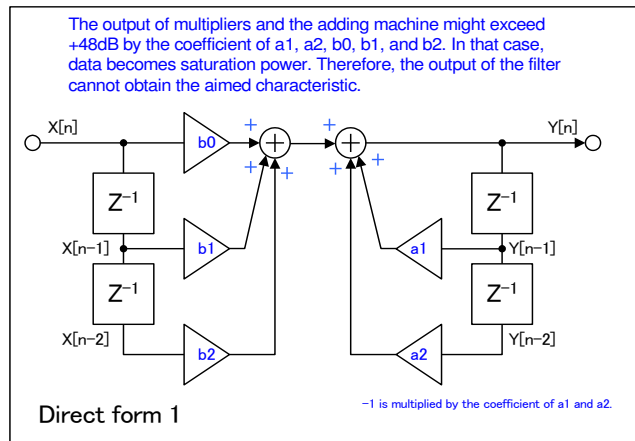 The output of multipliers and the adding machine might exceed
+48dB by the coefficient of a1, a2, b0, b1, and b2. In that case,
data becomes saturation power. Therefore, the output of the filter
cannot obtain the aimed characteristic.
X[n]
Y[n]
b0
+
+
+
+
+
+
+
+
Z⁻¹
Z⁻¹
X[n-1]
b1
a1
Y[n-1]
Z⁻¹
Z⁻¹
X[n-2]
b2
a2
Y[n-2]
Direct form 1
-1 is multiplied by the coefficient of a1 and a2.